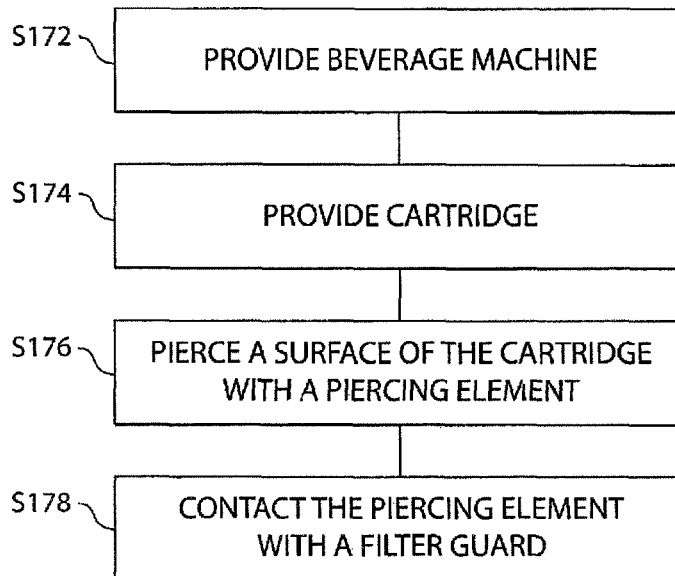 S172
PROVIDE BEVERAGE MACHINE
S174
PROVIDE CARTRIDGE
S176
PIERCE A SURFACE OF THE CARTRIDGE
WITH A PIERCING ELEMENT
S178
CONTACT THE PIERCING ELEMENT
WITH A FILTER GUARD